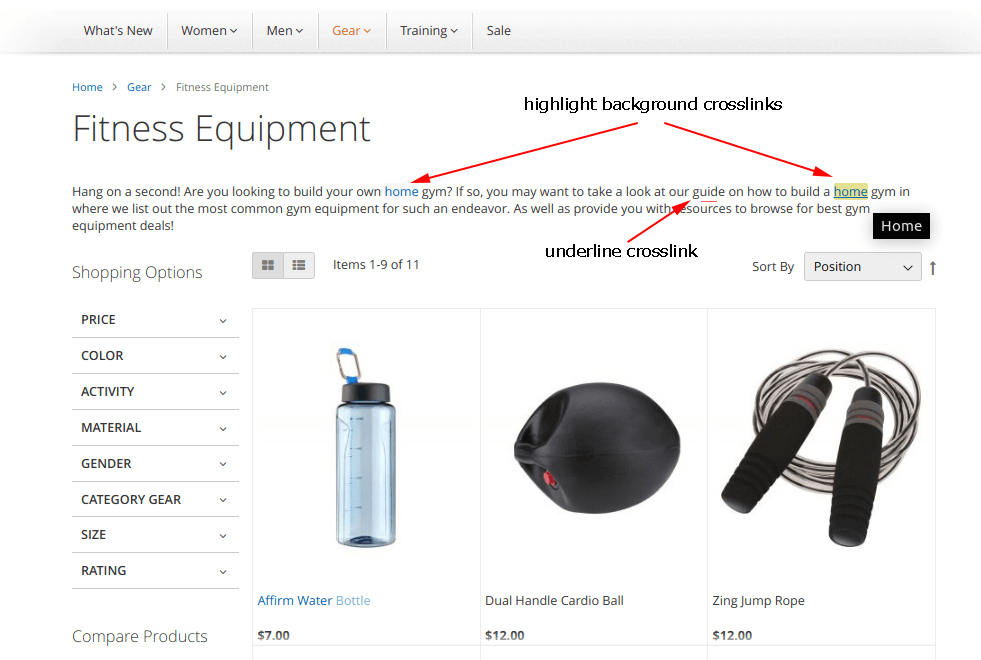 What's New Women Men Gear Training Sale
Home > Gear > Fitness Equipment
highlight background crosslinks
Fitness Equipment
Hang on a second! Are you looking to build your own home gym? If so, you may want to take a look at our guide on how to build a home gym in
where we list out the most common gym equipment for such an endeavor. As well as provide you with resources to browse for best gym
equipment deals!
Home
underline crosslink
Shopping Options
Items 1-9 of 11
Sort By Position
PRICE
COLOR
ACTIVITY
MATERIAL
GENDER
CATEGORY GEAR
SIZE
RATING
Compare Products
Affirm Water Bottle
$7.00
Dual Handle Cardio Ball
$12.00
Zing Jump Rope
$12.00